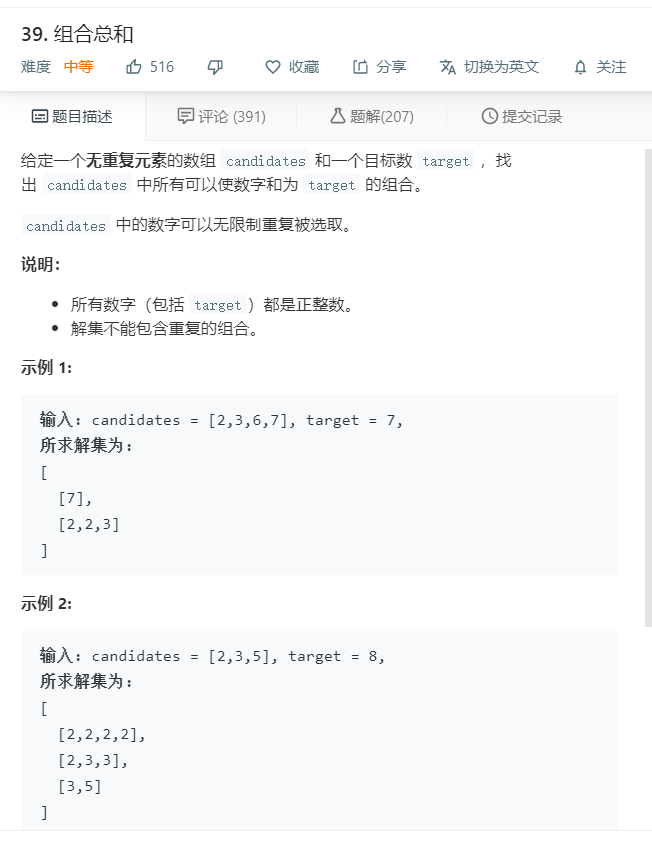 39. 组合总和
难度 中等 516 收藏 分享 切换为英文 关注
题目描述 评论 (391) 题解(207) 提交记录
给定一个无重复元素的数组 candidates 和一个目标数 target ，找
出 candidates 中所有可以使数字和为 target 的组合。
candidates 中的数字可以无限制重复被选取。
说明：
• 所有数字（包括 target）都是正整数。
• 解集不能包含重复的组合。
示例 1:
输入: candidates = [2,3,6,7], target = 7,
所求解集为:
[
  [7],
  [2,2,3]
]
示例 2:
输入: candidates = [2,3,5], target = 8,
所求解集为:
[
  [2,2,2,2],
  [2,3,3],
  [3,5]
]